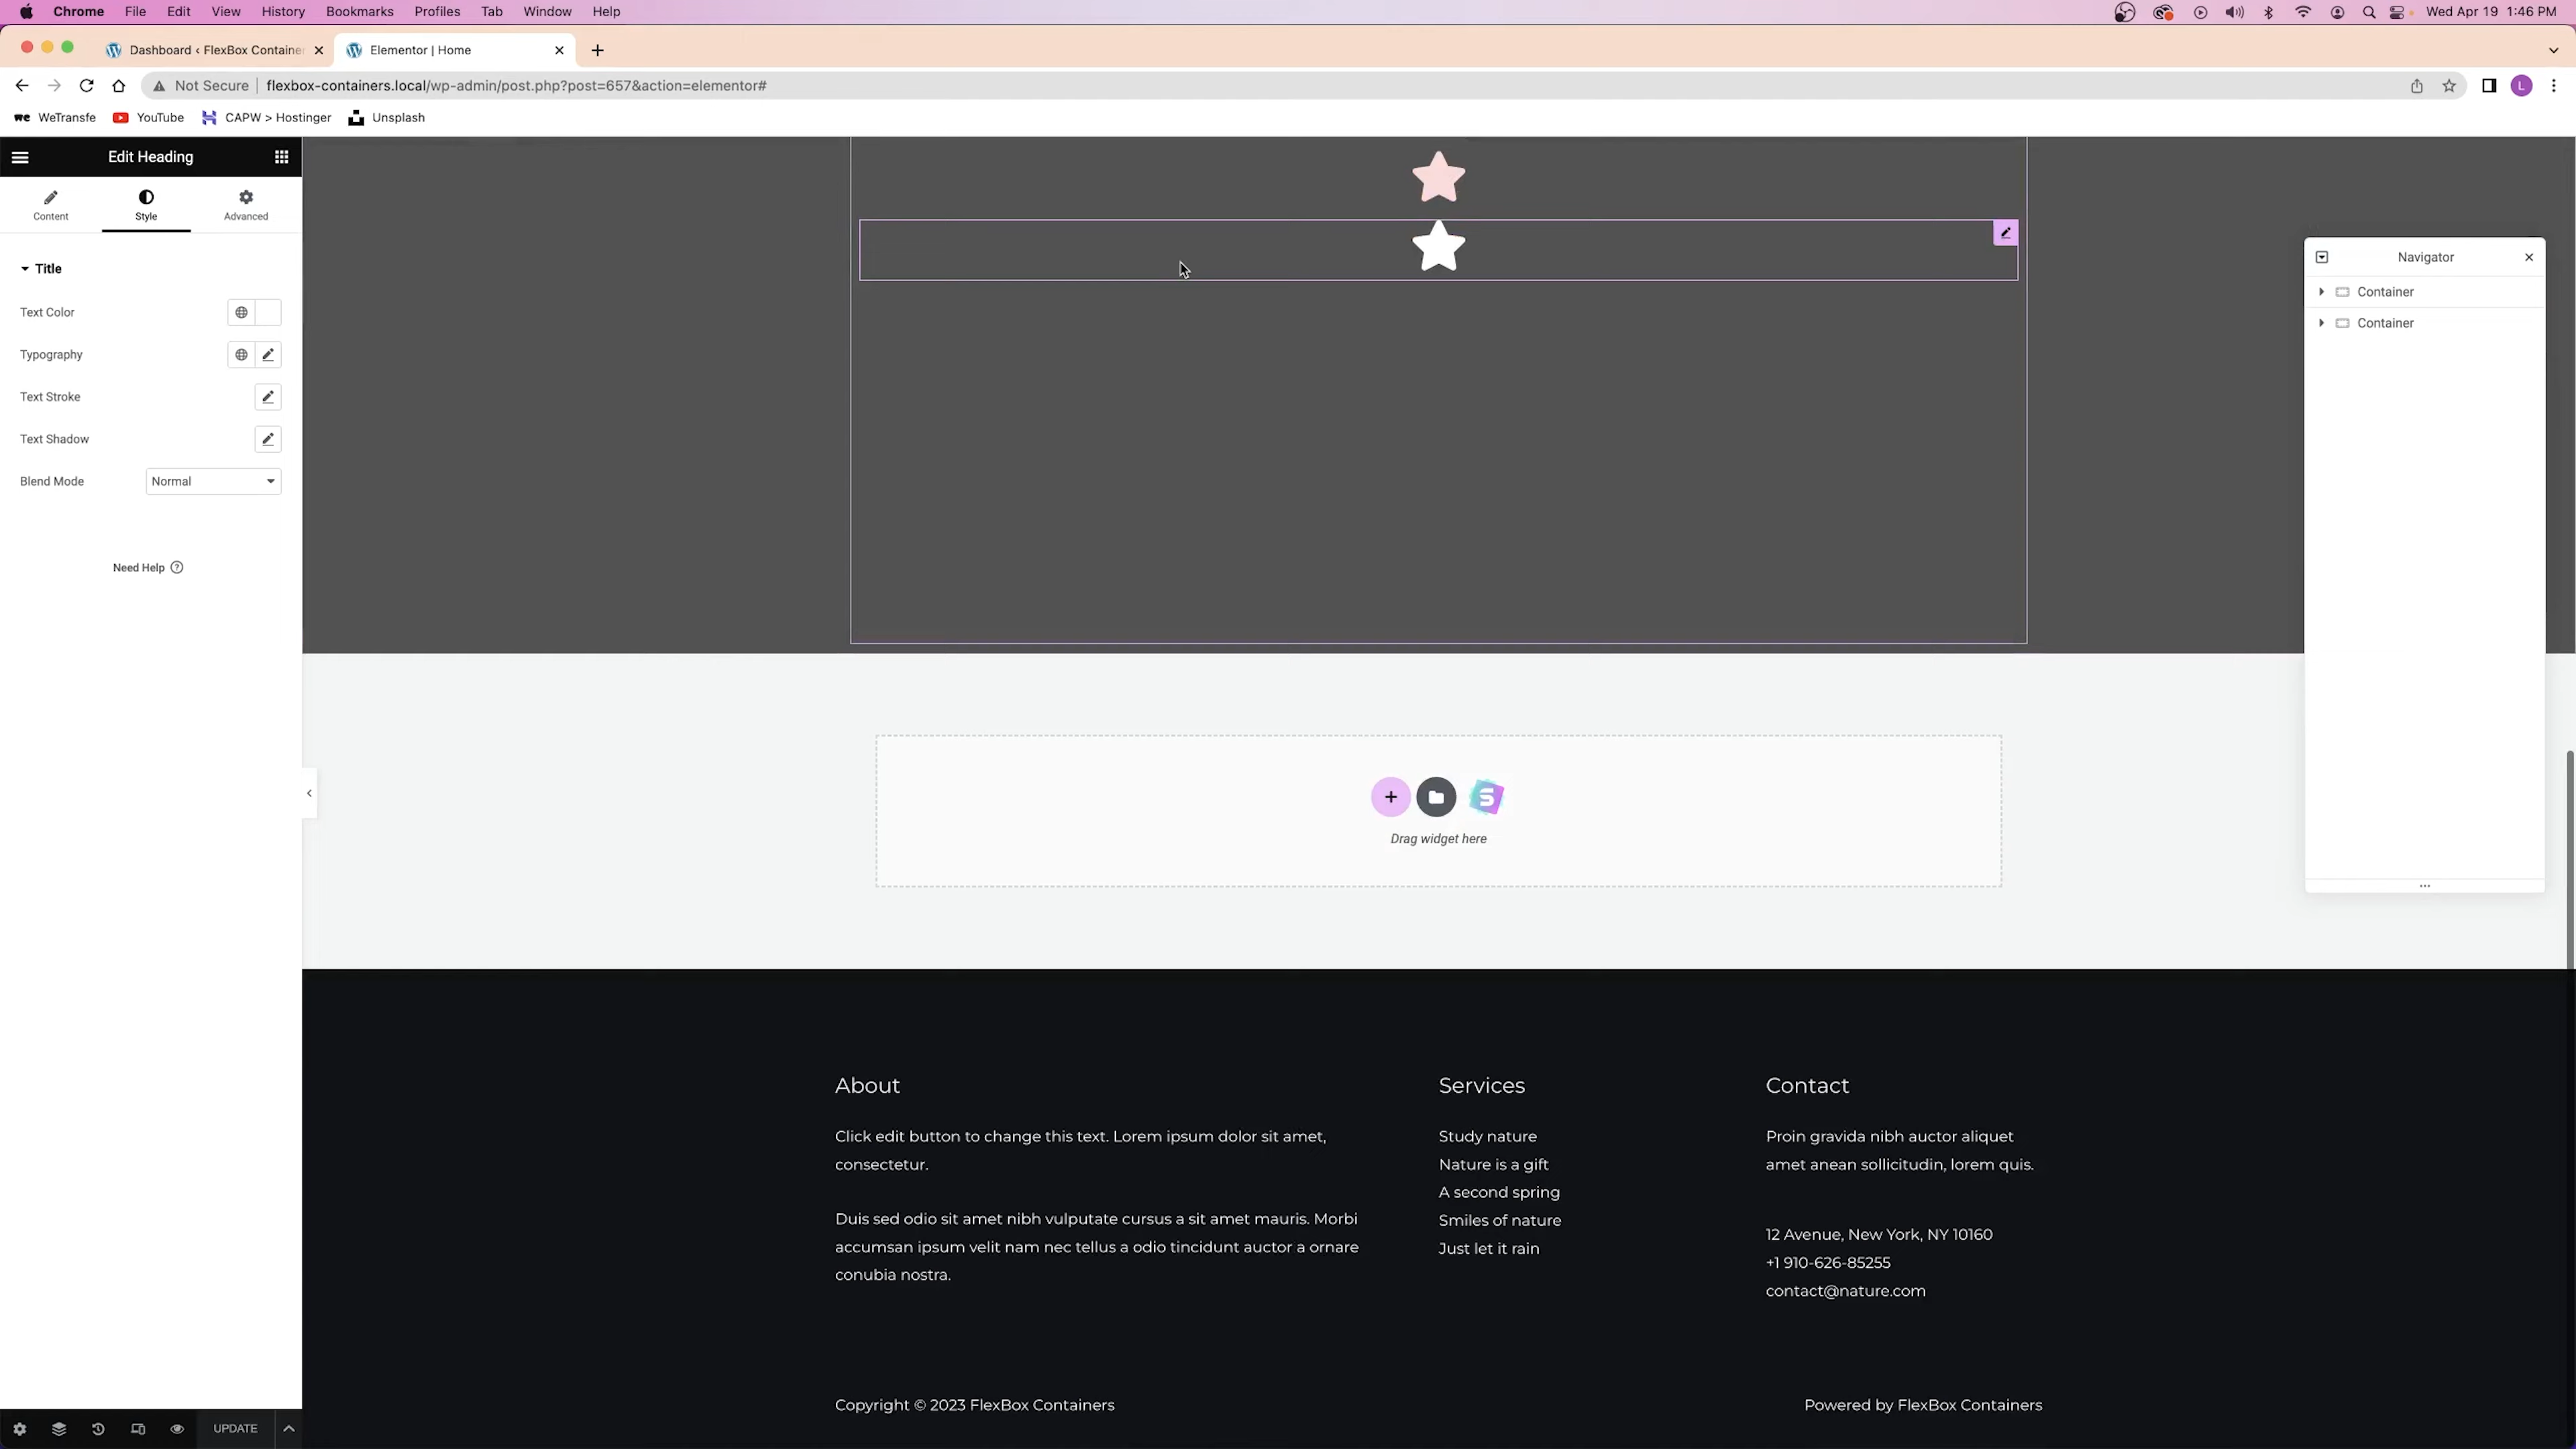 Chrome File Edit View History Bookmarks Profiles Tab Window Help Wed Apr 19 1:46 PM
Dashboard ‹ FlexBox Container Elementor | Home
Not Secure flexbox-containers.local/wp-admin/post.php?post=657&action=elementor# L
we WeTransfe YouTube CAPW > Hostinger Unsplash
Edit Heading
Content Style Advanced
Title
Text Color
Typography
Text Stroke
Text Shadow
Blend Mode Normal
Need Help ?
Navigator
Container
Container
Drag widget here
About
Click edit button to change this text. Lorem ipsum dolor sit amet,
consectetur.
Duis sed odio sit amet nibh vulputate cursus a sit amet mauris. Morbi
accumsan ipsum velit nam nec tellus a odio tincidunt auctor a ornare
conubia nostra.
Services
Study nature
Nature is a gift
A second spring
Smiles of nature
Just let it rain
Contact
Proin gravida nibh auctor aliquet
amet anean sollicitudin, lorem quis.
12 Avenue, New York, NY 10160
+1 910-626-85255
contact@nature.com
Copyright © 2023 FlexBox Containers
Powered by FlexBox Containers
UPDATE